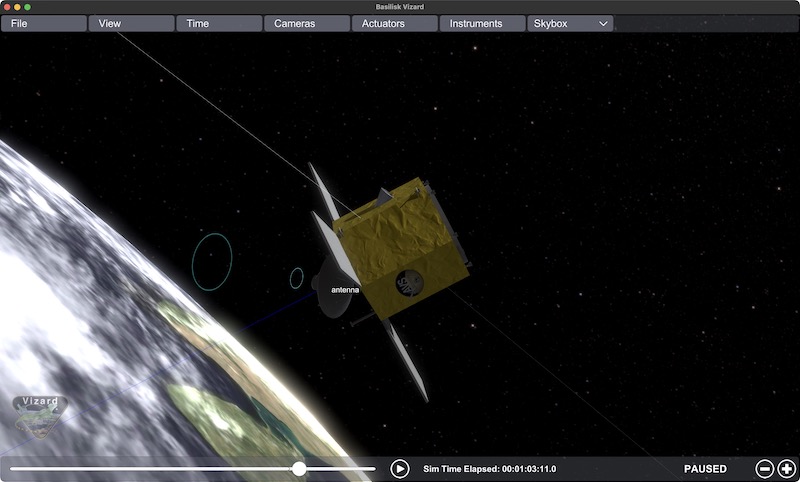 Basilisk Vizard
File View Time Cameras Actuators Instruments Skybox
antenna
Vizard
Sim Time Elapsed: 00:01:03:11.0 PAUSED